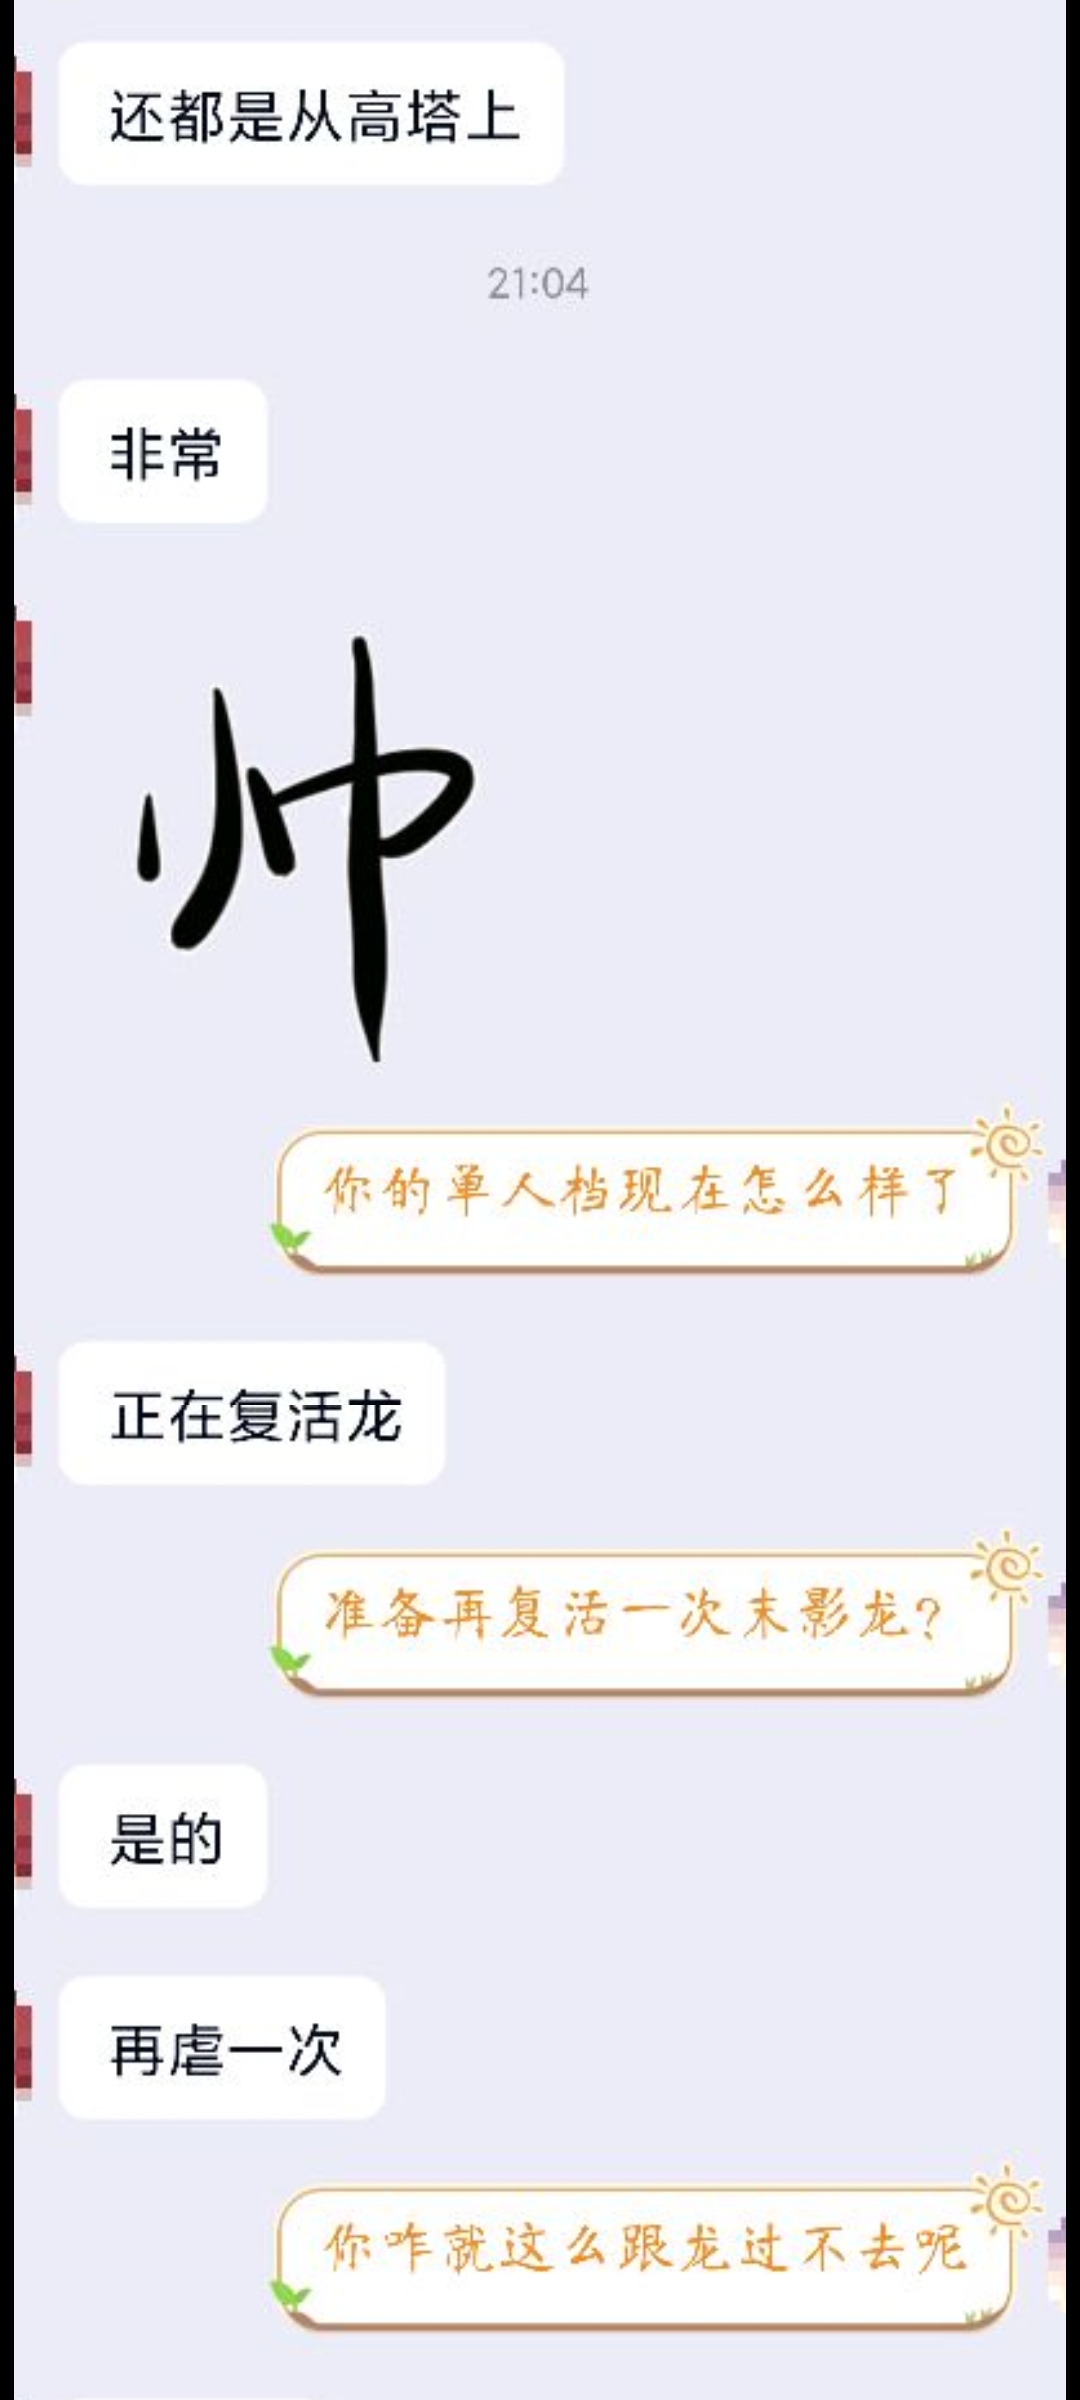 还都是从高塔上
21:04
非常
帅
你的单人档现在怎么样了
正在复活龙
准备再复活一次末影龙？
是的
再虐一次
你咋就这么跟龙过不去呢